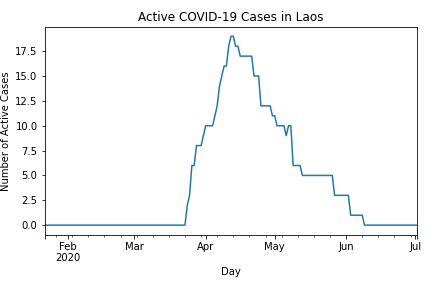 Active COVID-19 Cases in Laos
Number of Active Cases
17.5
15.0
12.5
10.0
7.5
5.0
2.5
0.0
Feb Mar Apr May Jun Jul
2020
Day